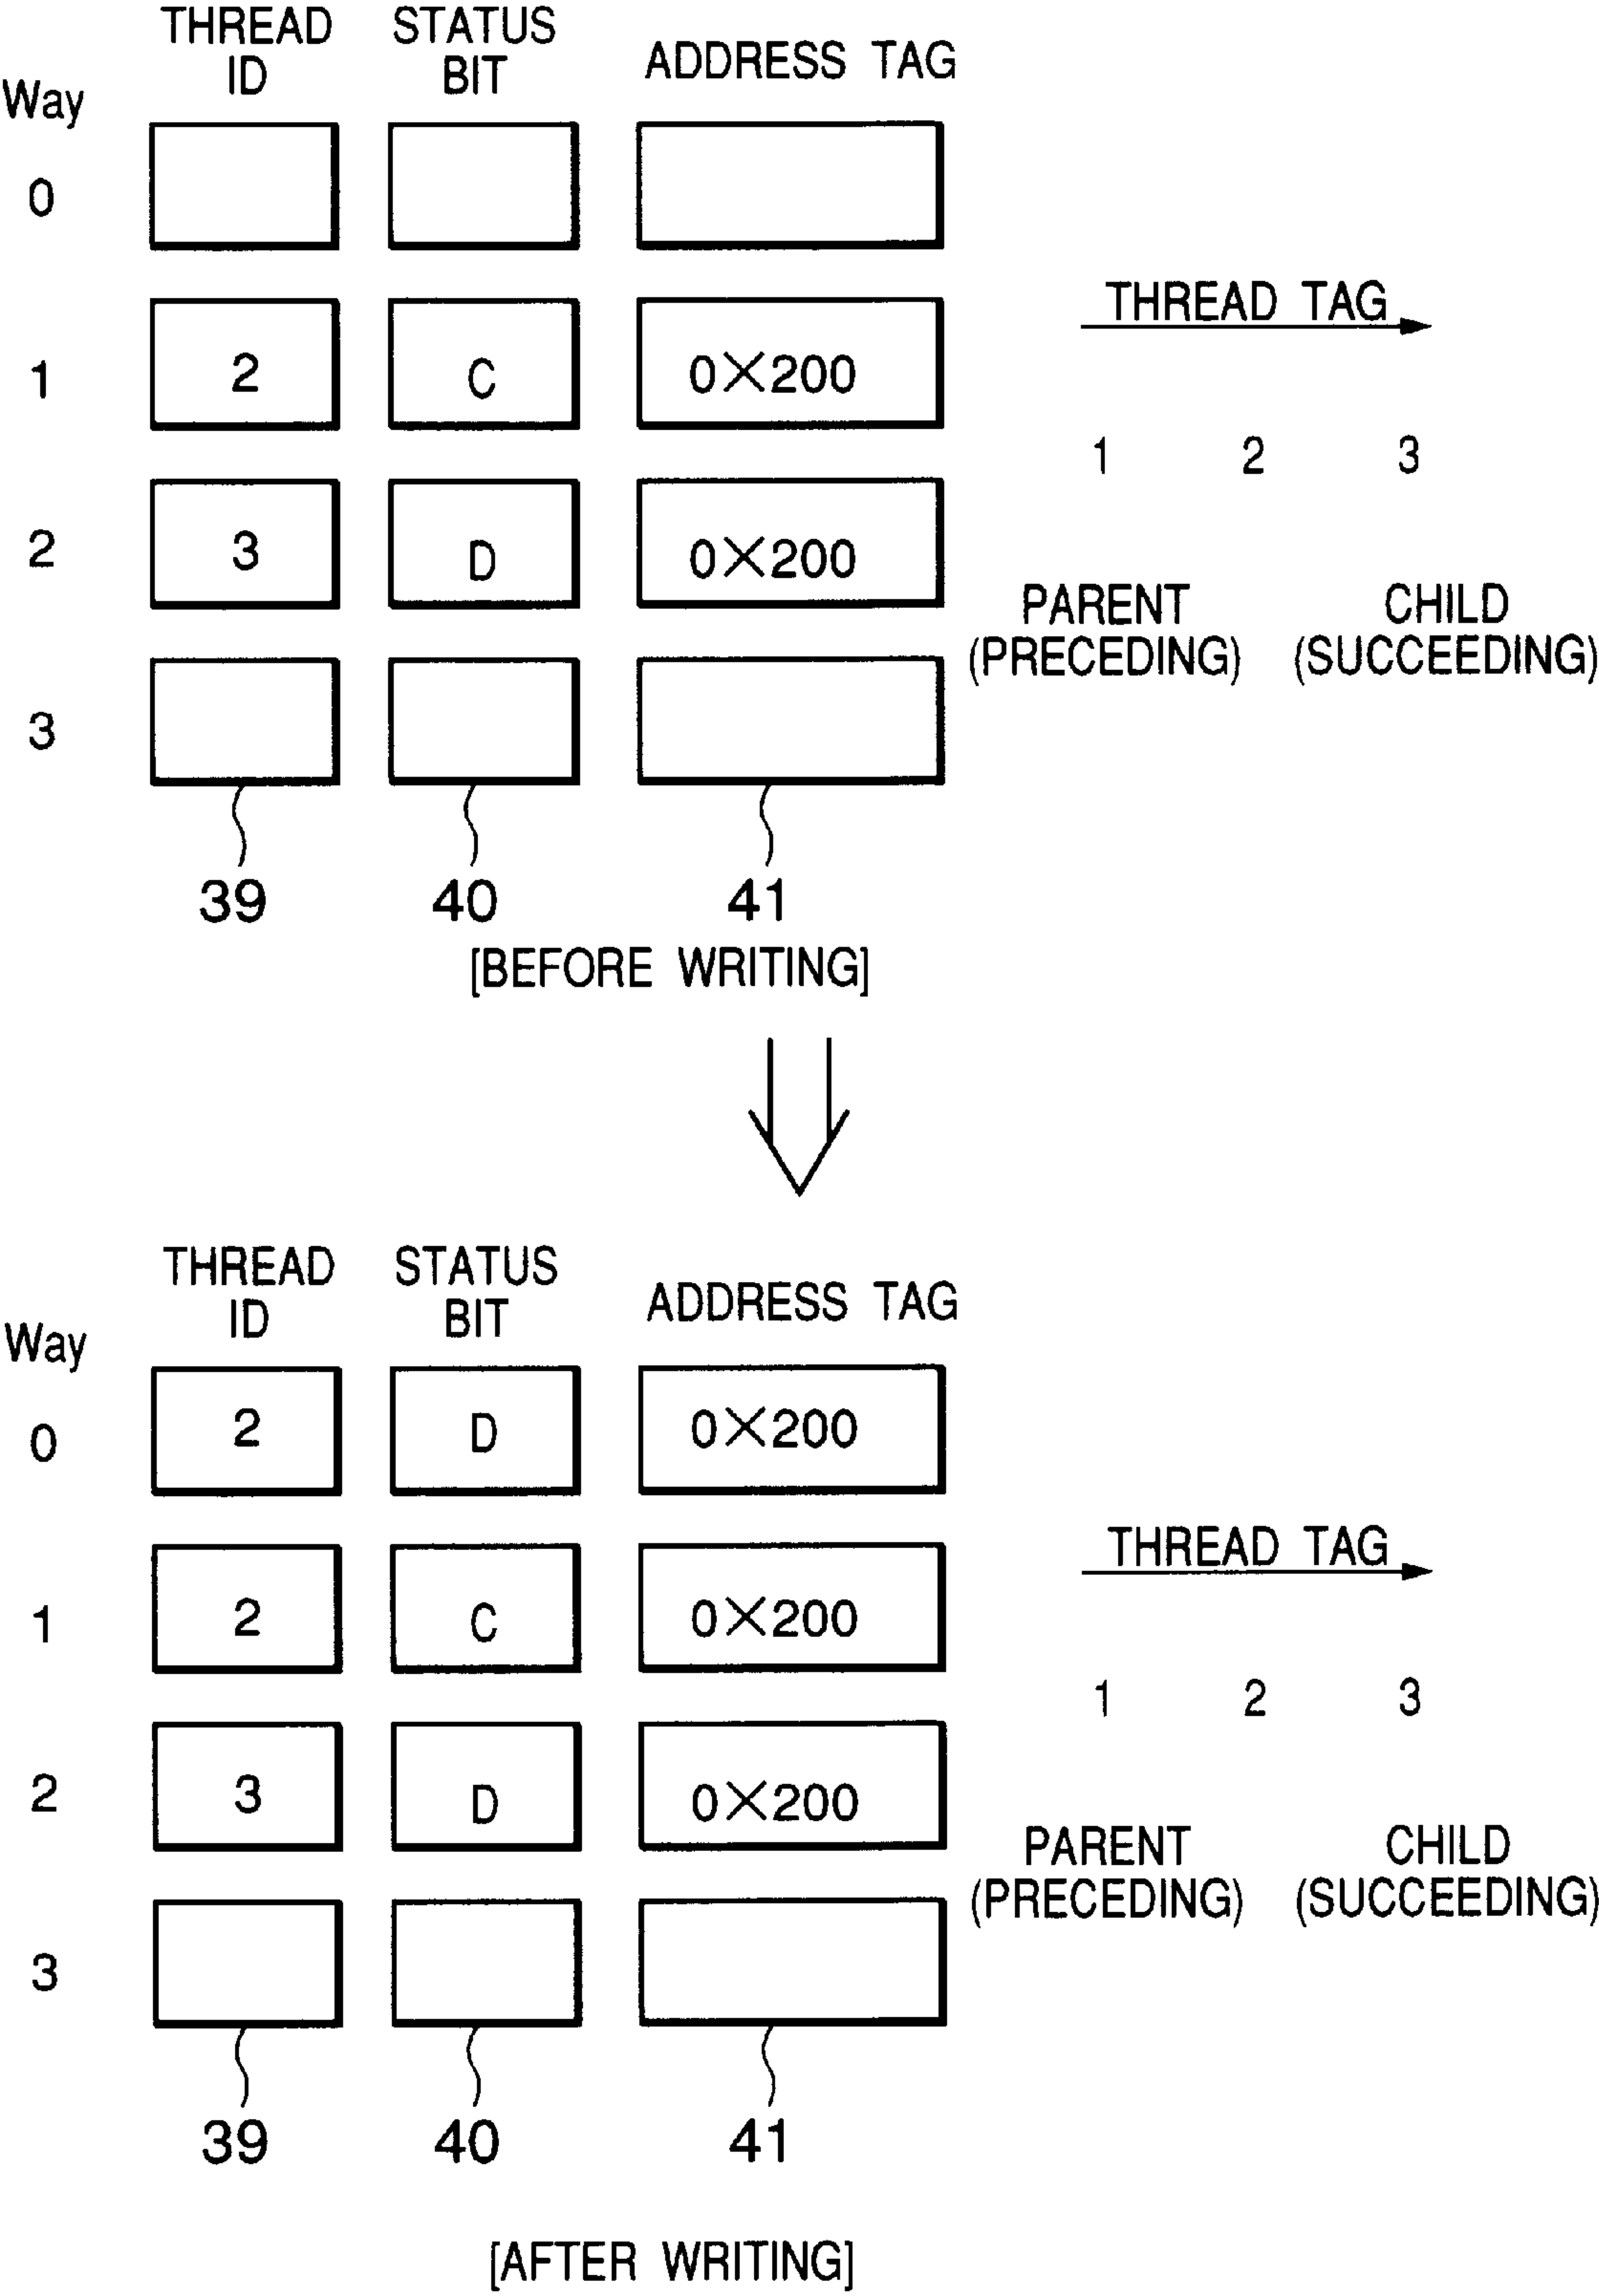 THREAD ID STATUS BIT ADDRESS TAG
Way
0
1 2 C 0×200
2 3 D 0×200
3
THREAD TAG
1 2 3
PARENT (PRECEDING) CHILD (SUCCEEDING)
39 40 41
[BEFORE WRITING]
THREAD ID STATUS BIT ADDRESS TAG
Way
0 2 D 0×200
1 2 C 0×200
2 3 D 0×200
3
THREAD TAG
1 2 3
PARENT (PRECEDING) CHILD (SUCCEEDING)
39 40 41
[AFTER WRITING]